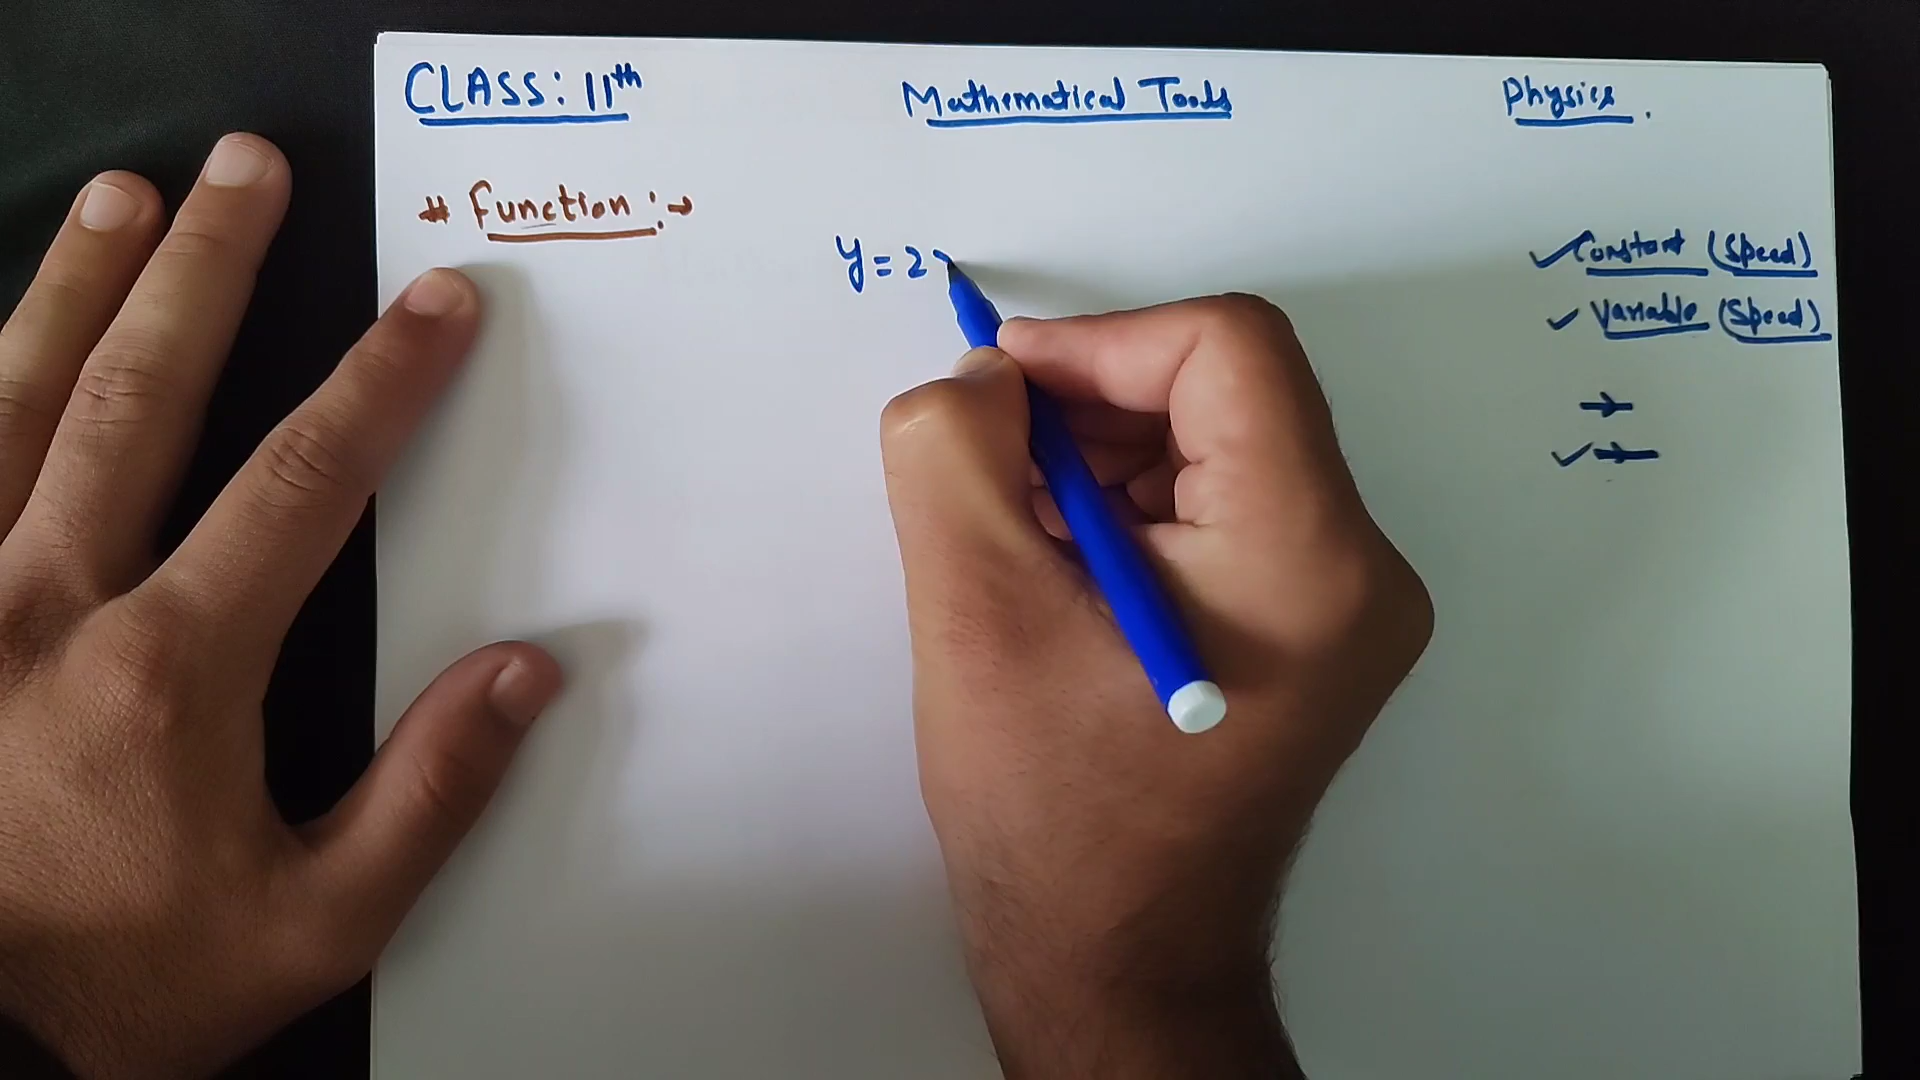 CLASS: 11th
Mathematical Tools
Physics.
# Function :→
y = 2
✓ Constant (Speed)
✓ Variable (Speed)
→
✓→